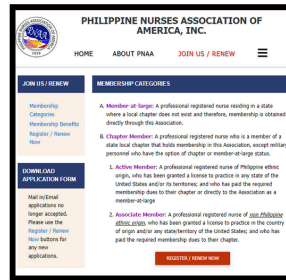 PHILIPPINE NURSES ASSOCIATION OF
AMERICA, INC.
HOME ABOUT PNAA JOIN US / RENEW
JOIN US / RENEW
Membership
Categories
Membership Benefits
Register / Renew
Now
DOWNLOAD
APPLICATION FORM
Mail in/Email
applications no
longer accepted.
Please use the
Register / Renew
Now buttons for
any new
applications.
MEMBERSHIP CATEGORIES
A. Member-at-large: A professional registered nurse residing in a state
where a local chapter does not exist and therefore, membership is obtained
directly through this Association.
B. Chapter Member: A professional registered nurse who is a member of a
state local chapter that holds membership in this Association, except military
personnel who have the option of chapter or member-at-large status.
1. Active Member: A professional registered nurse of Philippine ethnic
origin, who has been granted a license to practice in any state of the
United States and/or its territories; and who has paid the required
membership dues to their chapter or directly to the Association as a
member-at-large
2. Associate Member: A professional registered nurse of non Philippine
ethnic origin, who has been granted a license to practice in the country
of origin and/or any state/territory of the United States; and who has
paid the required membership dues to their chapter.
REGISTER / RENEW NOW